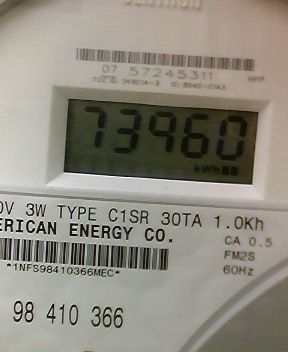 07 57245311
73960
kWh
0V 3W TYPE C1SR 30TA 1.0Kh
ERICAN ENERGY CO.
CA 0.5
FM2S
*1NFS98410366MEC*
60Hz
98 410 366